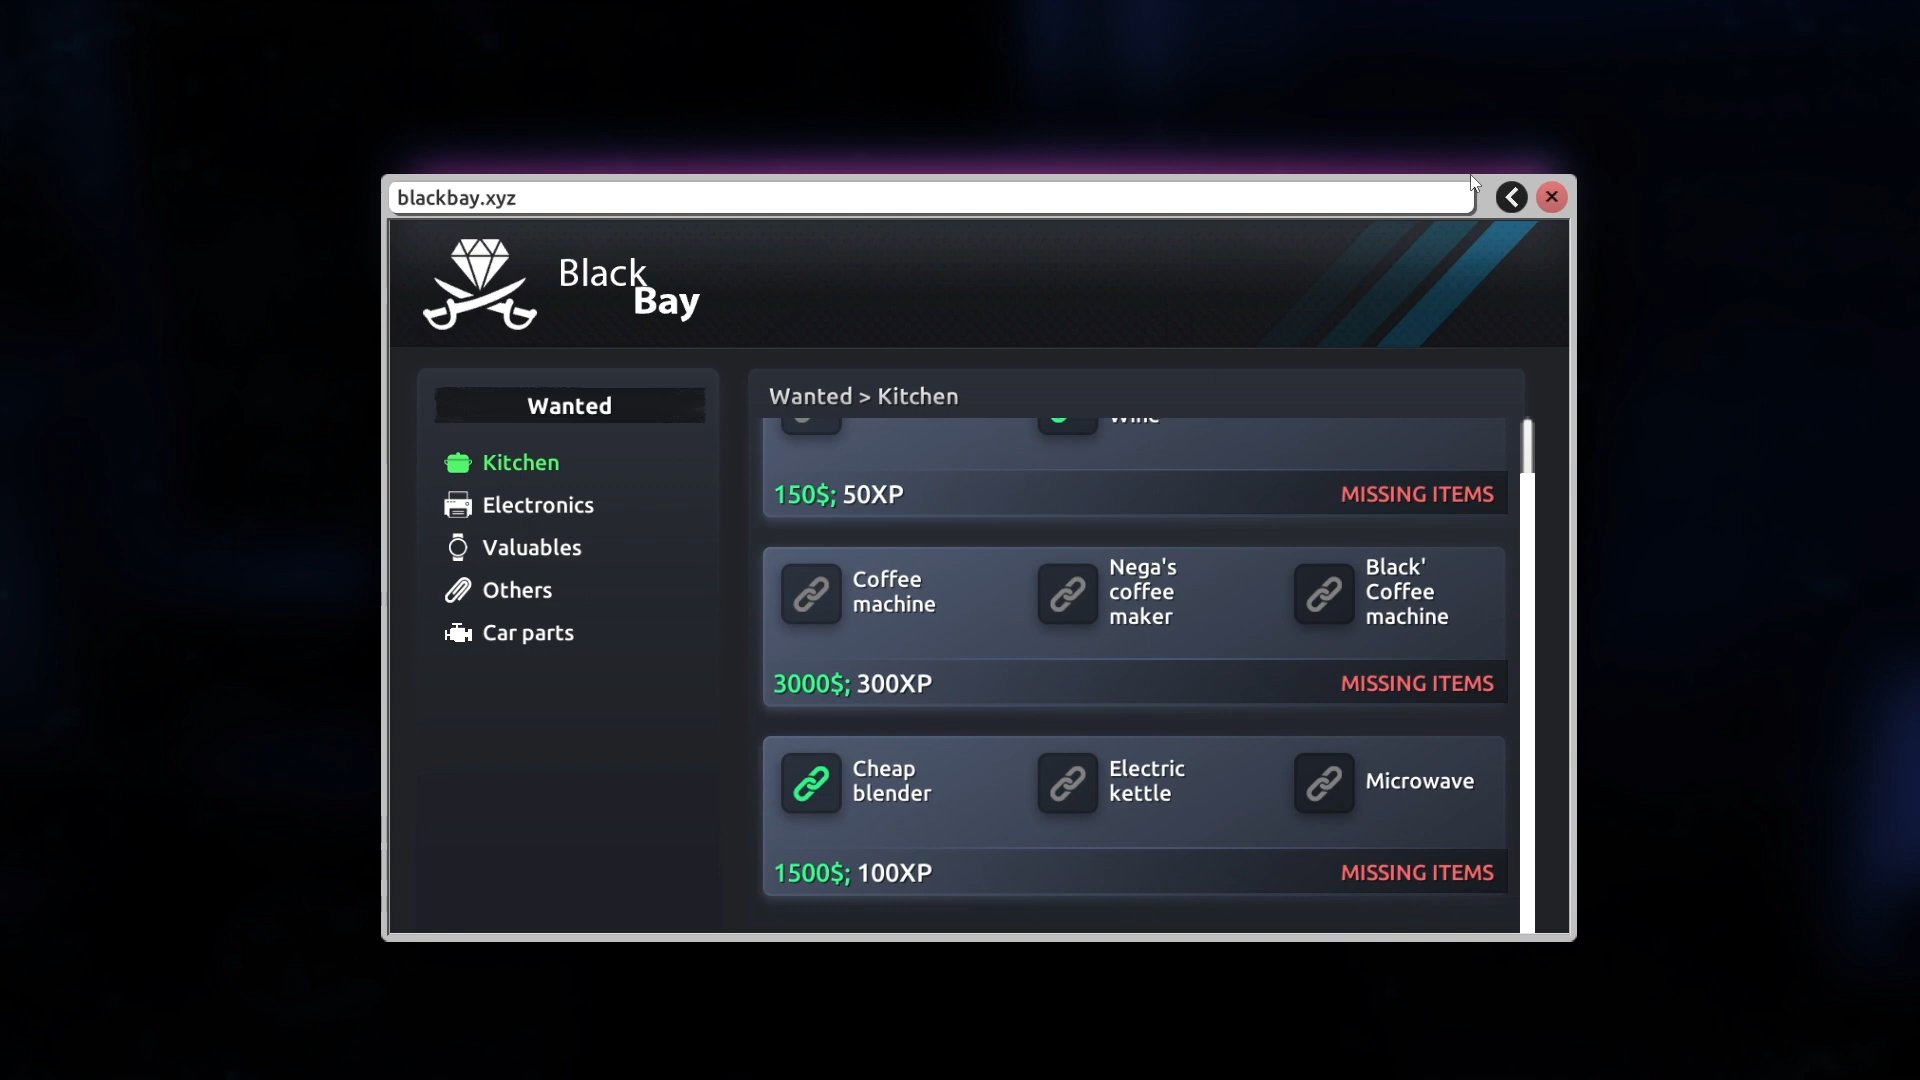 blackbay.xyz
Black
Bay
Wanted
Kitchen
Electronics
Valuables
Others
Car parts
Wanted > Kitchen
Wine
150$; 50XP
MISSING ITEMS
Coffee
machine
Nega's
coffee
maker
Black'
Coffee
machine
3000$; 300XP
MISSING ITEMS
Cheap
blender
Electric
kettle
Microwave
1500$; 100XP
MISSING ITEMS